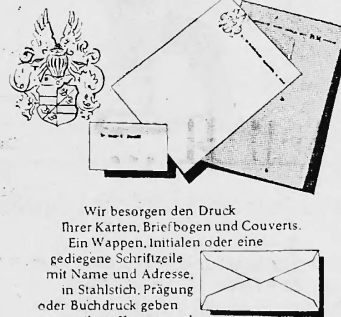 Wir besorgen den Druck
Ihrer Karten, Briefbogen und Couverts.
Ein Wappen, Initialen oder eine
gediegene Schriftzeile
mit Name und Adresse,
in Stahlstich, Prägung
oder Buchdruck geben